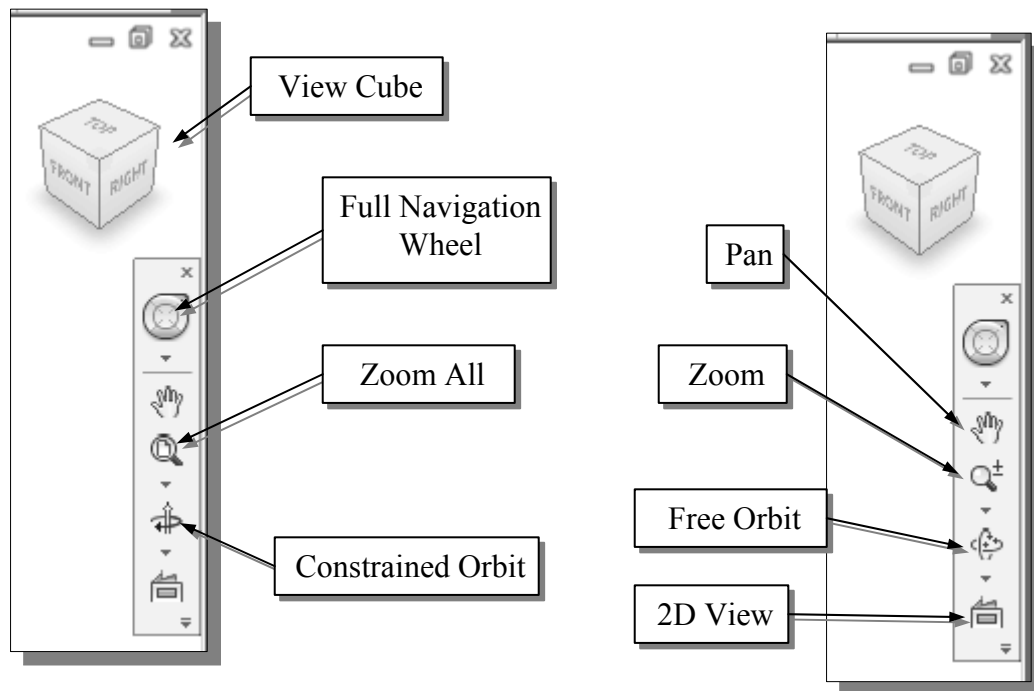 View Cube
TOP
FRONT
RIGHT
Full Navigation
Wheel
Zoom All
Constrained Orbit
TOP
FRONT
RIGHT
Pan
Zoom
Free Orbit
2D View